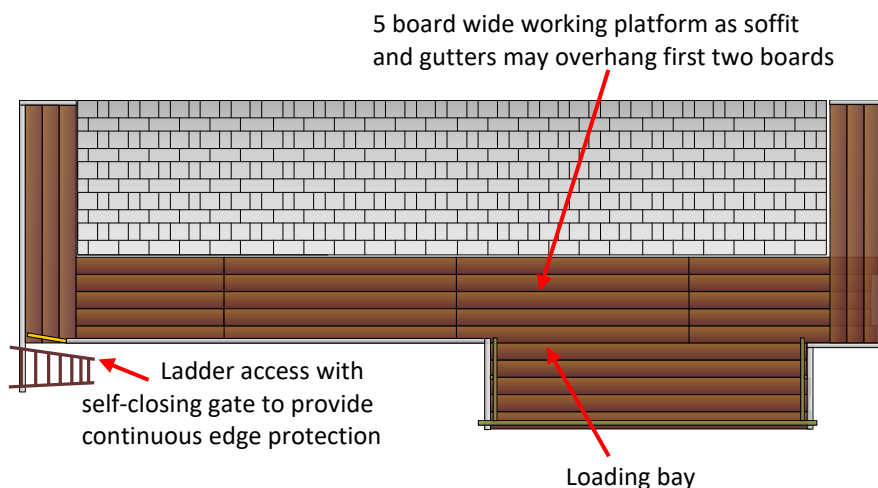 5 board wide working platform as soffit
and gutters may overhang first two boards
Ladder access with
self-closing gate to provide
continuous edge protection
Loading bay